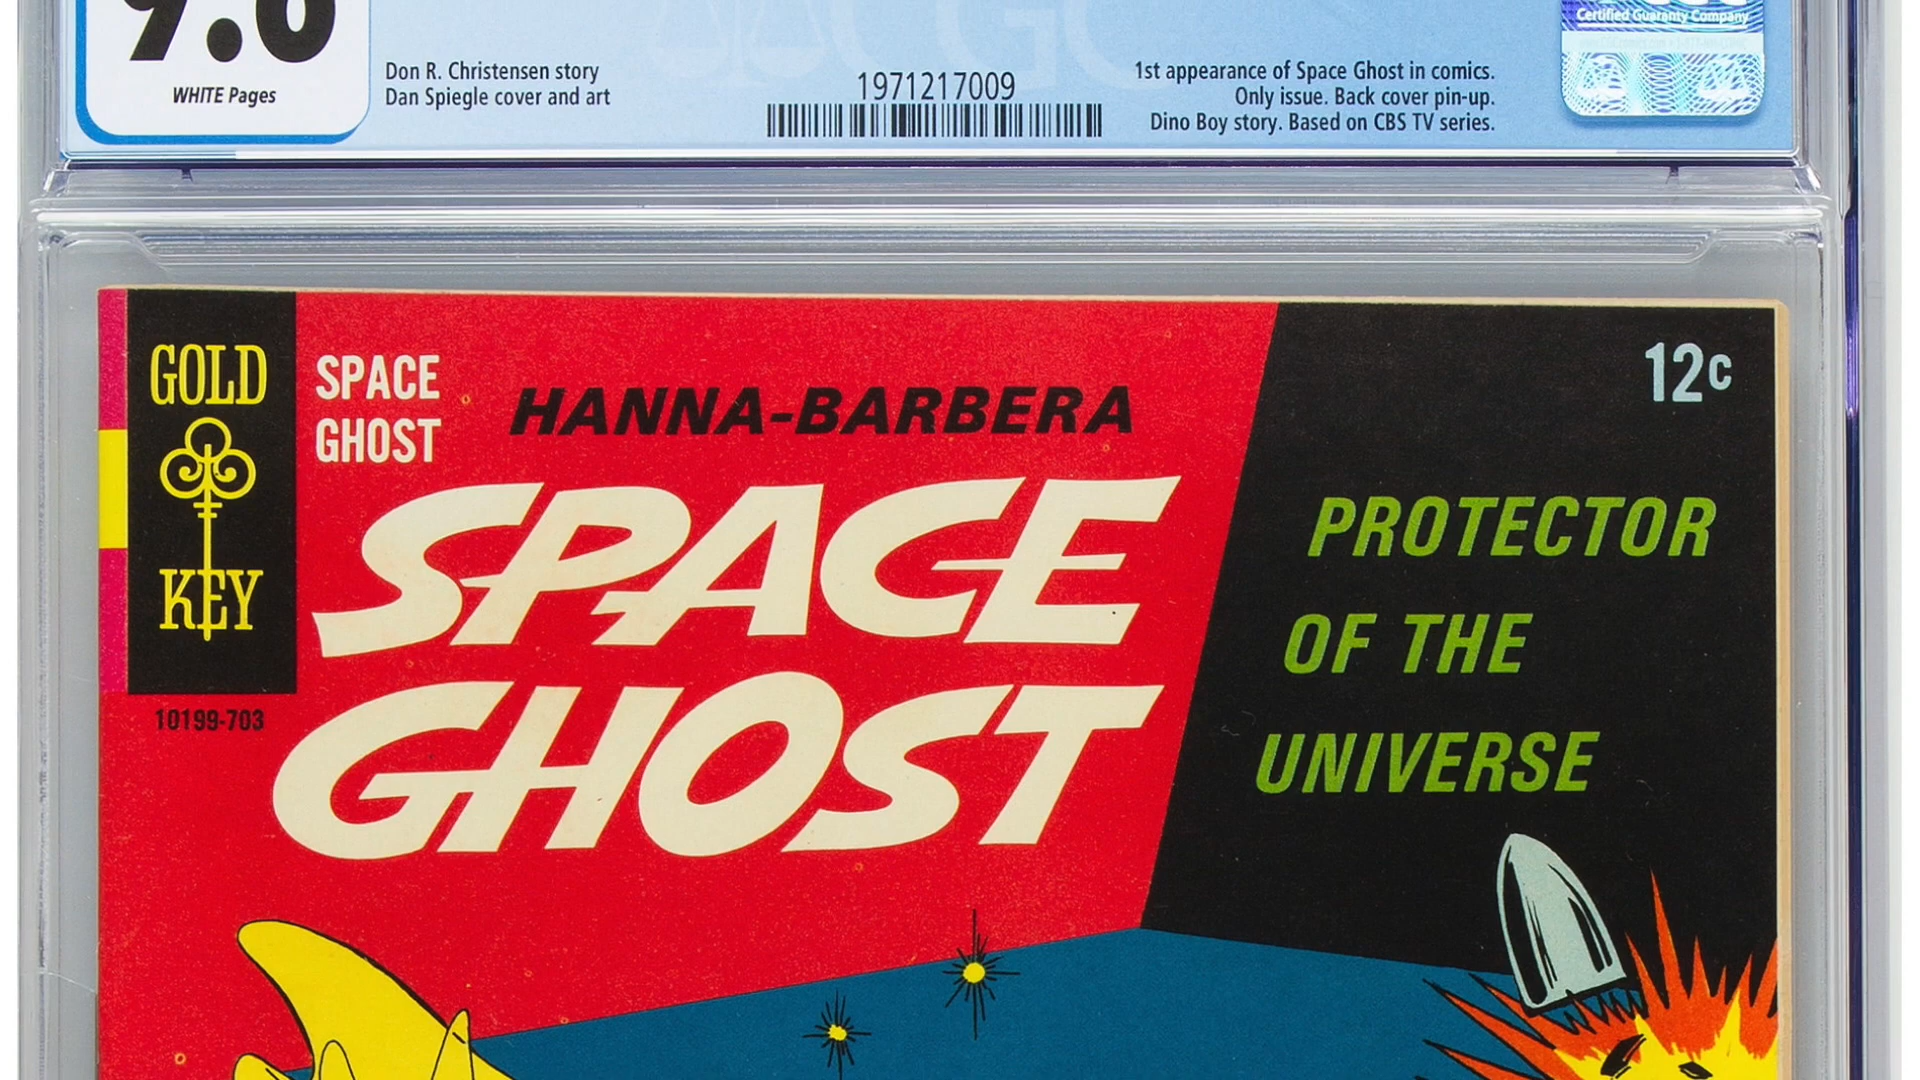 WHITE Pages
Don R. Christensen story
Dan Spiegle cover and art
1971217009
1st appearance of Space Ghost in comics.
Only issue. Back cover pin-up.
Dino Boy story. Based on CBS TV series.
Certified Guaranty Company
GOLD
KEY
10199-703
SPACE
GHOST
HANNA-BARBERA
SPACE
GHOST
12c
PROTECTOR
OF THE
UNIVERSE